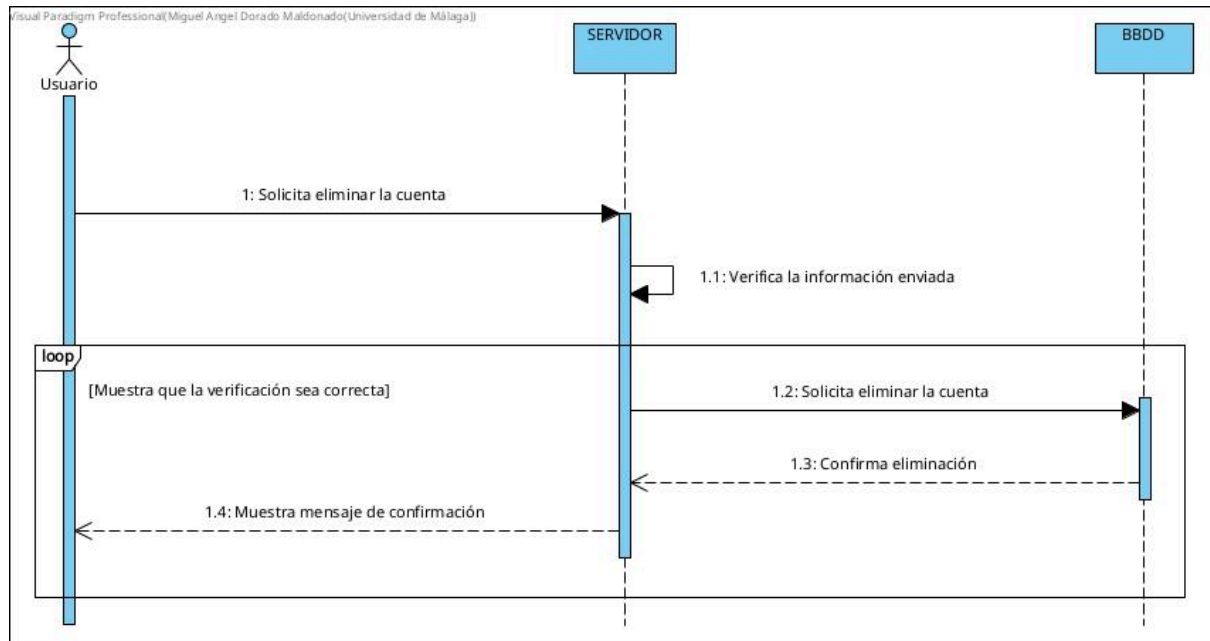 Visual Paradigm Professional(Miguel Angel Dorado Maldonado(Universidad de Málaga))
SERVIDOR
BBDD
Usuario
1: Solicita eliminar la cuenta
1.1: Verifica la información enviada
loop
[Muestra que la verificación sea correcta]
1.2: Solicita eliminar la cuenta
1.3: Confirma eliminación
1.4: Muestra mensaje de confirmación